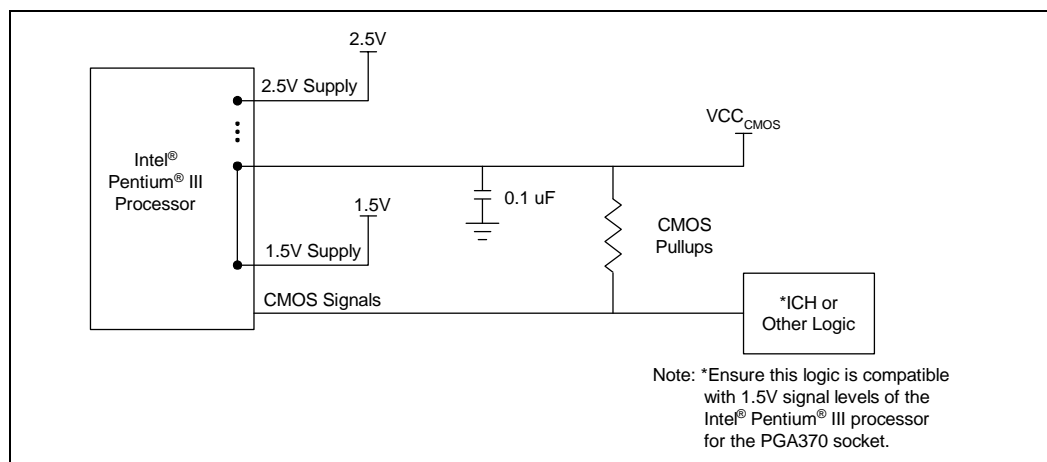 2.5V
2.5V Supply
VCCCMOS
Intel®
Pentium® III
Processor
0.1 uF
1.5V
CMOS
Pullups
1.5V Supply
CMOS Signals
*ICH or
Other Logic
Note: *Ensure this logic is compatible
with 1.5V signal levels of the
Intel® Pentium® III processor
for the PGA370 socket.